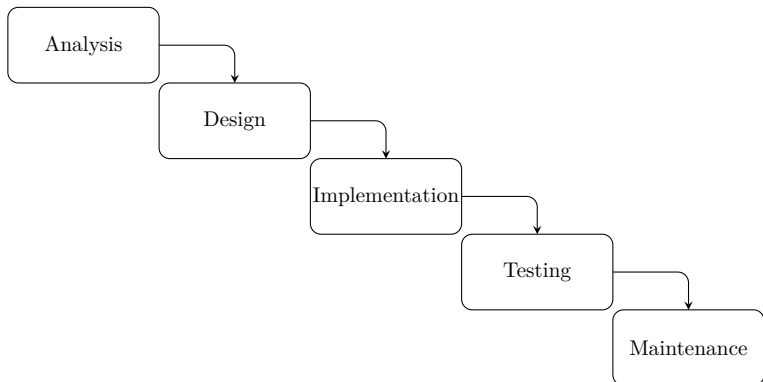 Analysis
Design
Implementation
Testing
Maintenance